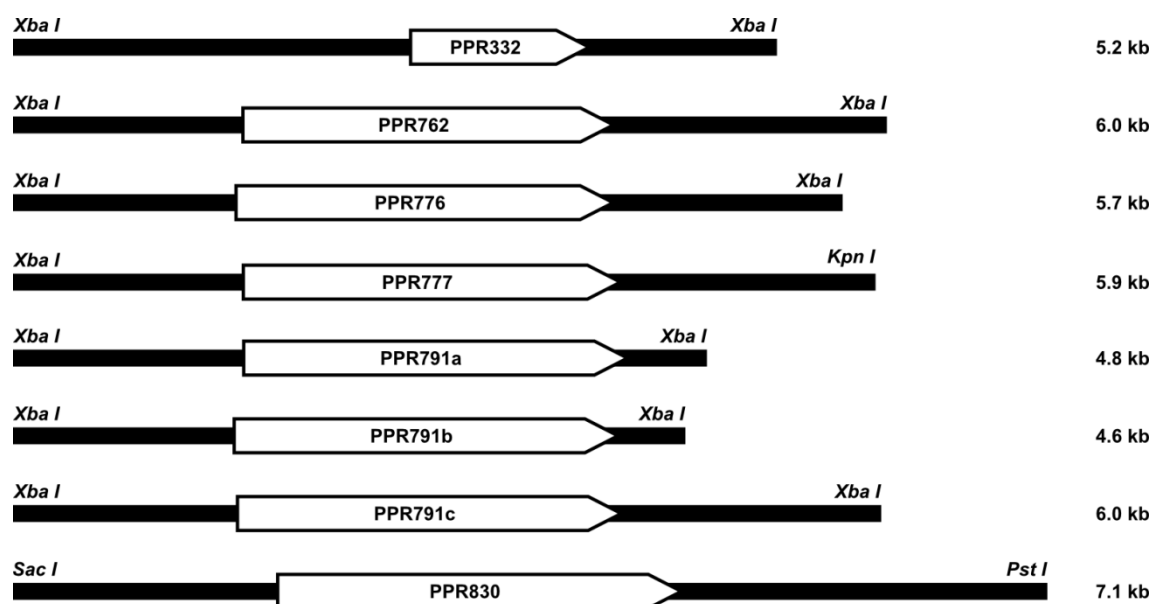 Xba I Xba I
PPR332 5.2 kb
Xba I Xba I
PPR762 6.0 kb
Xba I Xba I
PPR776 5.7 kb
Xba I Kpn I
PPR777 5.9 kb
Xba I Xba I
PPR791a 4.8 kb
Xba I Xba I
PPR791b 4.6 kb
Xba I Xba I
PPR791c 6.0 kb
Sac I Pst I
PPR830 7.1 kb